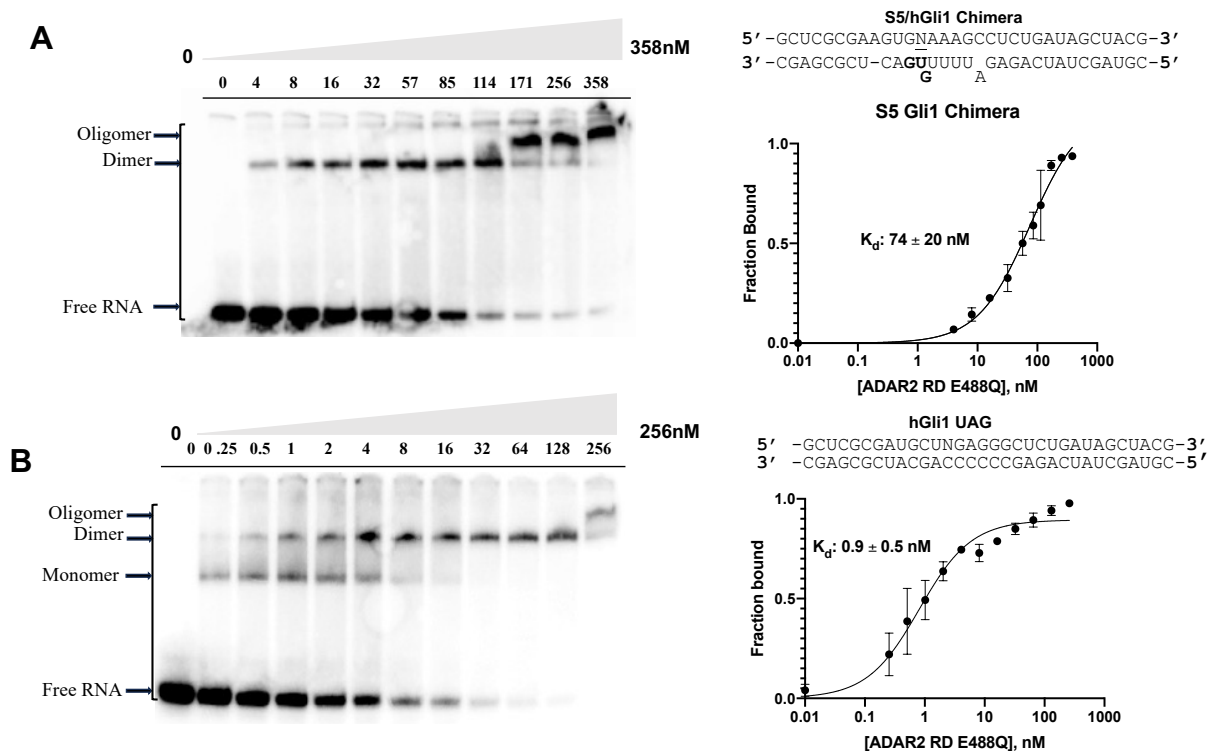 A
0
358nM
0 4 8 16 32 57 85 114 171 256 358
Oligomer
Dimer
Free RNA
S5/hGli1 Chimera
5'-GCUCGCGAAGUGNAAAGCCUCUGAUAGCUACG-3'
3'-CGAGCGCU-CAGUUUUUU GAGACUAUCGAUGC-5'
G A
S5 Gli1 Chimera
Fraction Bound
1.0
0.5
0.0
Kd: 74 ± 20 nM
0.01 0.1 1 10 100 1000
[ADAR2 RD E488Q], nM
B
0
256nM
0 0.25 0.5 1 2 4 8 16 32 64 128 256
Oligomer
Dimer
Monomer
Free RNA
hGli1 UAG
5' -GCUCGCGAUGCUNGAGGGCUCUGAUAGCUACG-3'
3' -CGAGCGCUACGACCCCCCGAGACUAUCGAUGC-5'
Fraction bound
1.0
0.5
0.0
Kd: 0.9 ± 0.5 nM
0.01 0.1 1 10 100 1000
[ADAR2 RD E488Q], nM